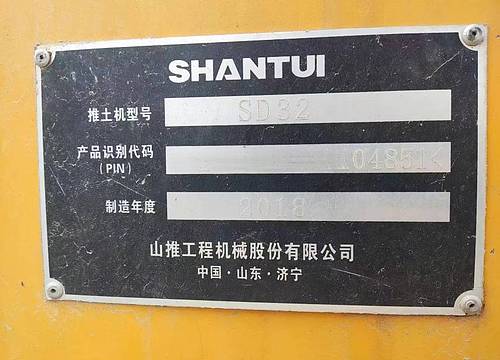 SHANTUI
推土机型号 SD32
产品识别代码 104851
(PIN)
制造年度 2018
山推工程机械股份有限公司
中国·山东·济宁